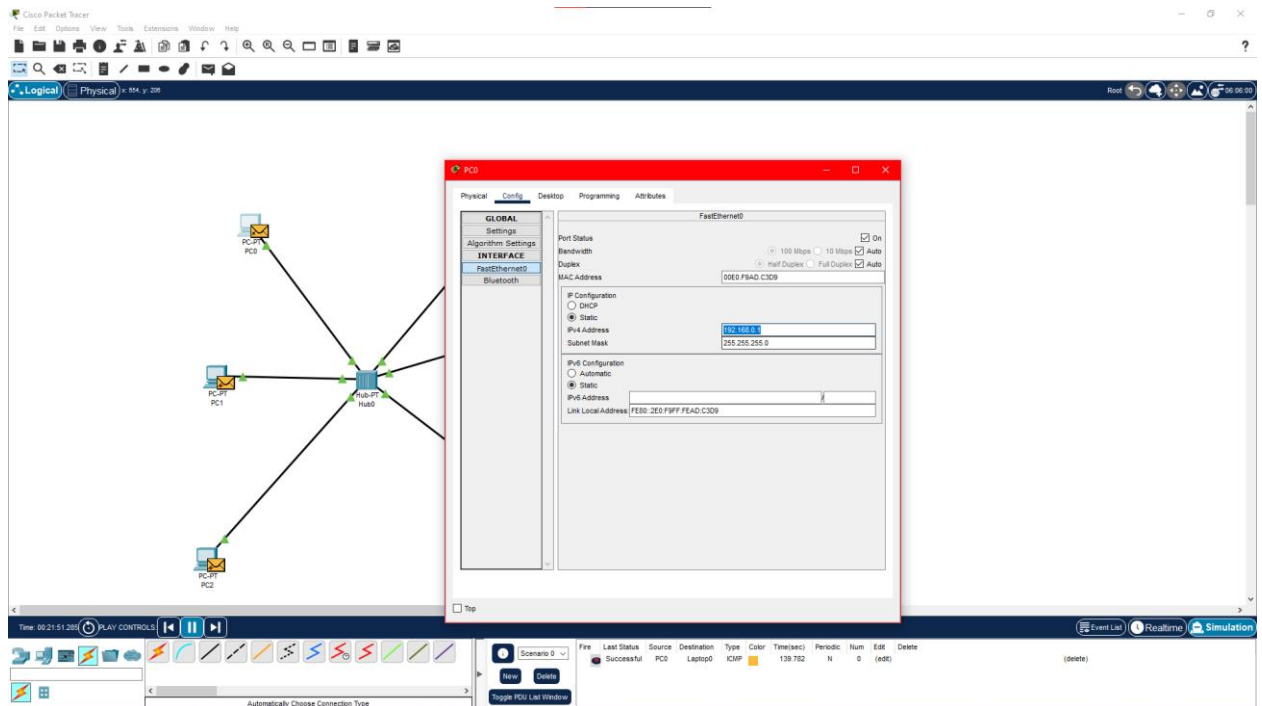 Cisco Packet Tracer
File Edit Options View Tools Extensions Window Help
?
Logical Physical x: 854, y: 206 Root 06:06:00
PC0
Physical Config Desktop Programming Attributes
GLOBAL
Settings
Algorithm Settings
INTERFACE
FastEthernet0
Bluetooth
FastEthernet0
Port Status On
Bandwidth 100 Mbps 10 Mbps Auto
Duplex Half Duplex Full Duplex Auto
MAC Address 00E0.F9AD.C3D9
IP Configuration
DHCP
Static
IPv4 Address 192.168.0.1
Subnet Mask 255.255.255.0
IPv6 Configuration
Automatic
Static
IPv6 Address /
Link Local Address: FE80::2E0:F9FF:FEAD:C3D9
Top
PC-PT
PC0
PC-PT
PC1
Hub-PT
Hub0
PC-PT
PC2
Time: 00:21:51.285 PLAY CONTROLS: Event List Realtime Simulation
Scenario 0
New Delete
Toggle PDU List Window
Fire Last Status Source Destination Type Color Time(sec) Periodic Num Edit Delete
Successful PC0 Laptop0 ICMP 139.782 N 0 (edit) (delete)
Automatically Choose Connection Type